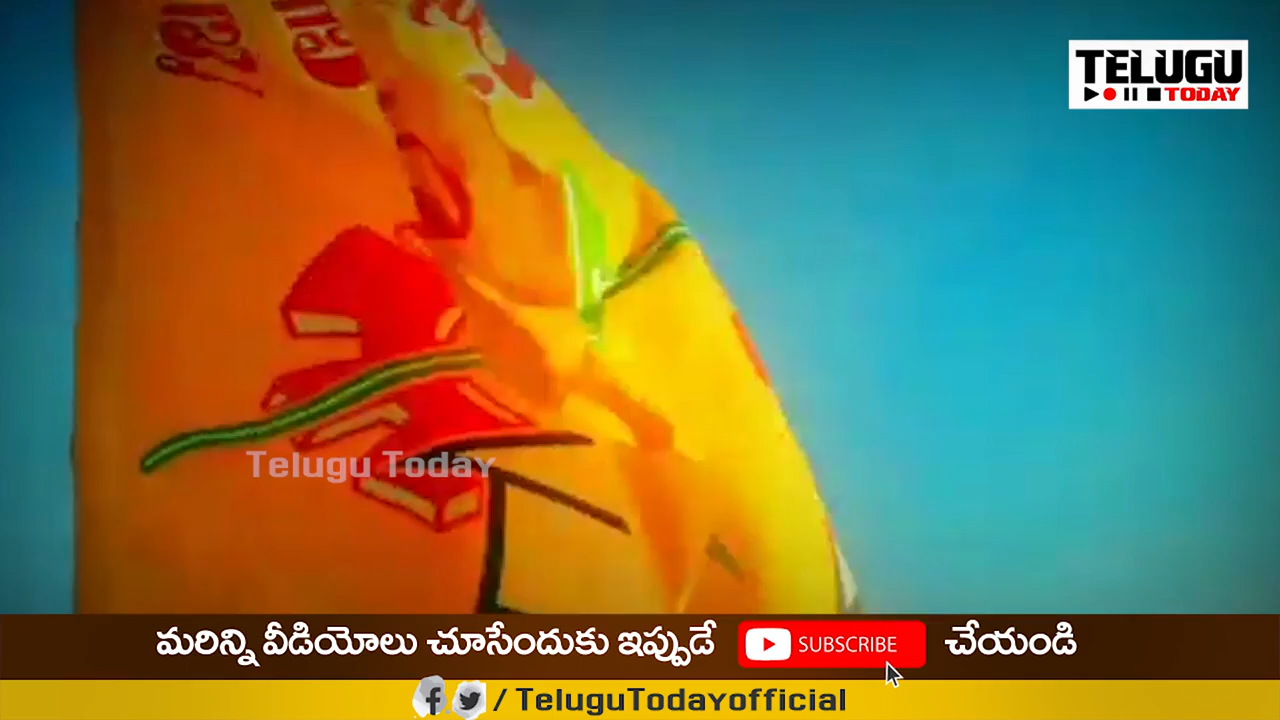 TELUGU
TODAY
Telugu Today
మరిన్ని వీడియోలు చూసేందుకు ఇప్పుడే SUBSCRIBE చేయండి
/ TeluguTodayofficial